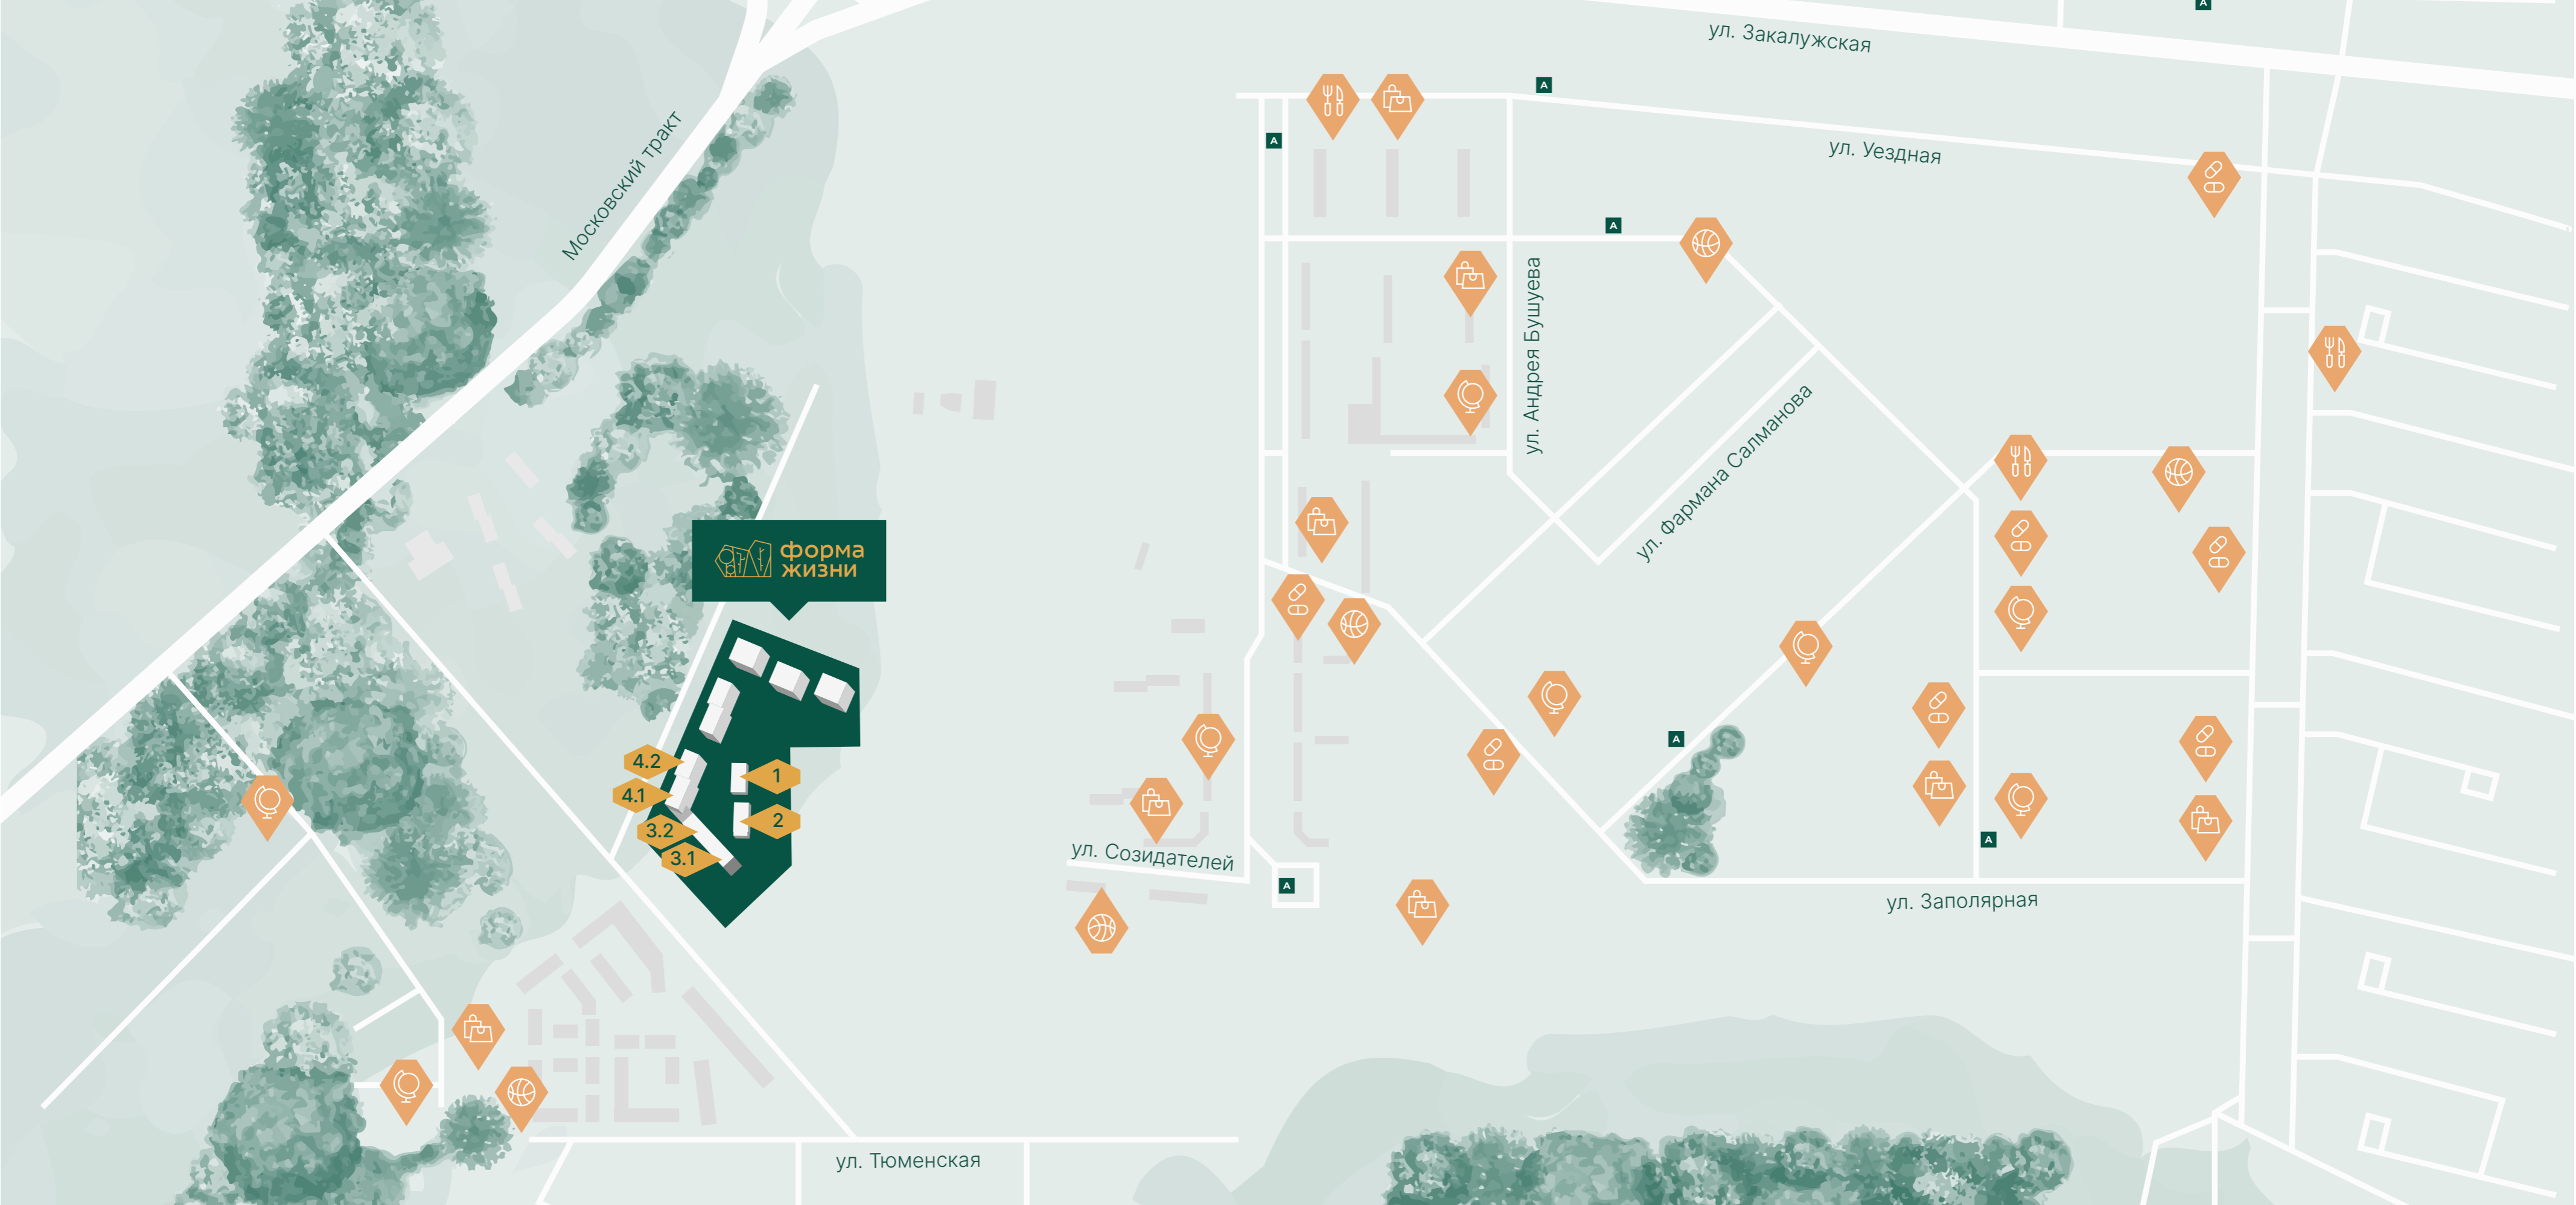 А
ул. Закалужская
А
Московский тракт
А
ул. Уездная
А
ул. Андрея Бушуева
ул. Фармана Салманова
форма
жизни
А
4.2
1
4.1
2
3.2
3.1
А
ул. Созидателей
А
ул. Заполярная
ул. Тюменская